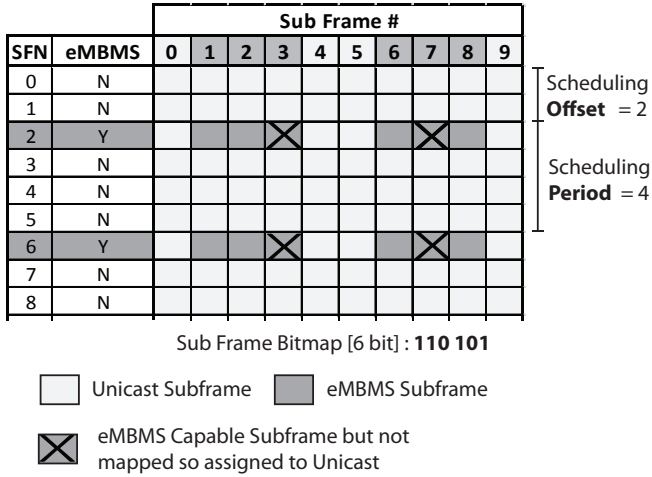 Sub Frame #
SFN eMBMS 0 1 2 3 4 5 6 7 8 9
0 N
1 N
2 Y
3 N
4 N
5 N
6 Y
7 N
8 N
Scheduling
Offset = 2
Scheduling
Period = 4
Sub Frame Bitmap [6 bit] : 110 101
Unicast Subframe
eMBMS Subframe
eMBMS Capable Subframe but not
mapped so assigned to Unicast